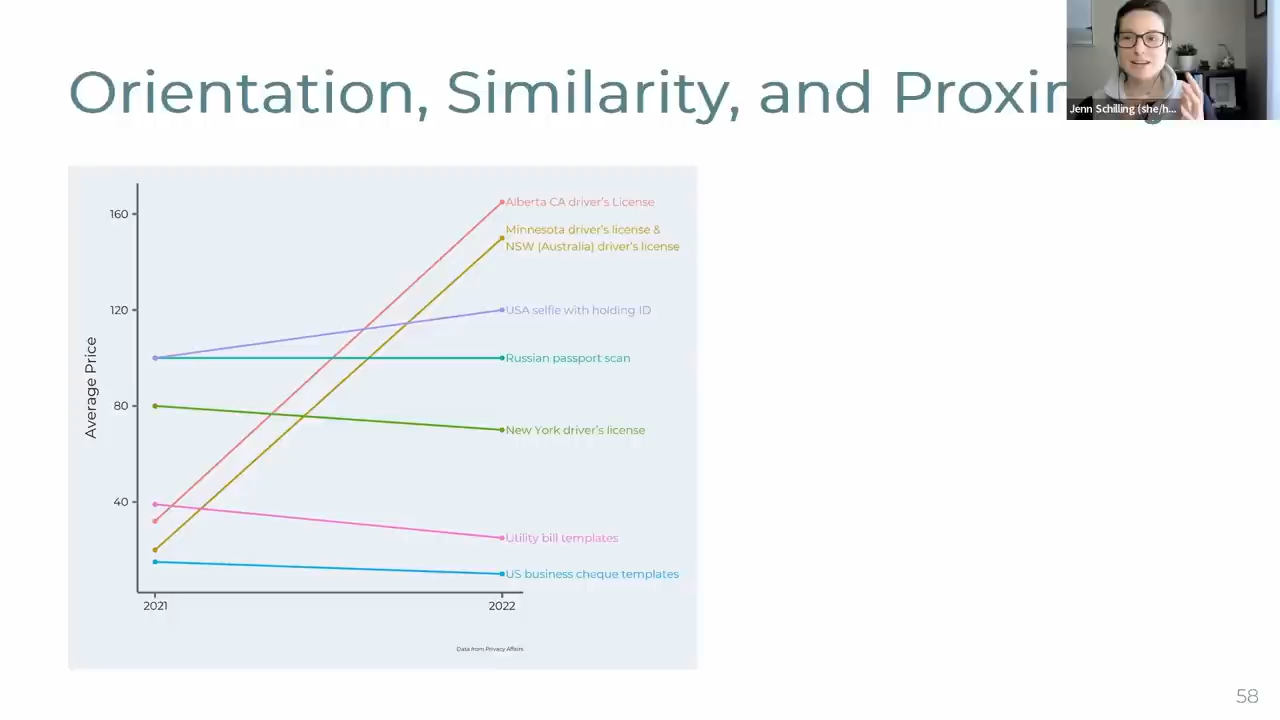 Orientation, Similarity, and
Jenn Schilling (she/h...
160
120
80
40
Average Price
Alberta CA driver's License
Minnesota driver's license &
NSW (Australia) driver's license
USA selfie with holding ID
Russian passport scan
New York driver's license
Utility bill templates
US business cheque templates
2021
2022
Data from Privacy Affairs
58